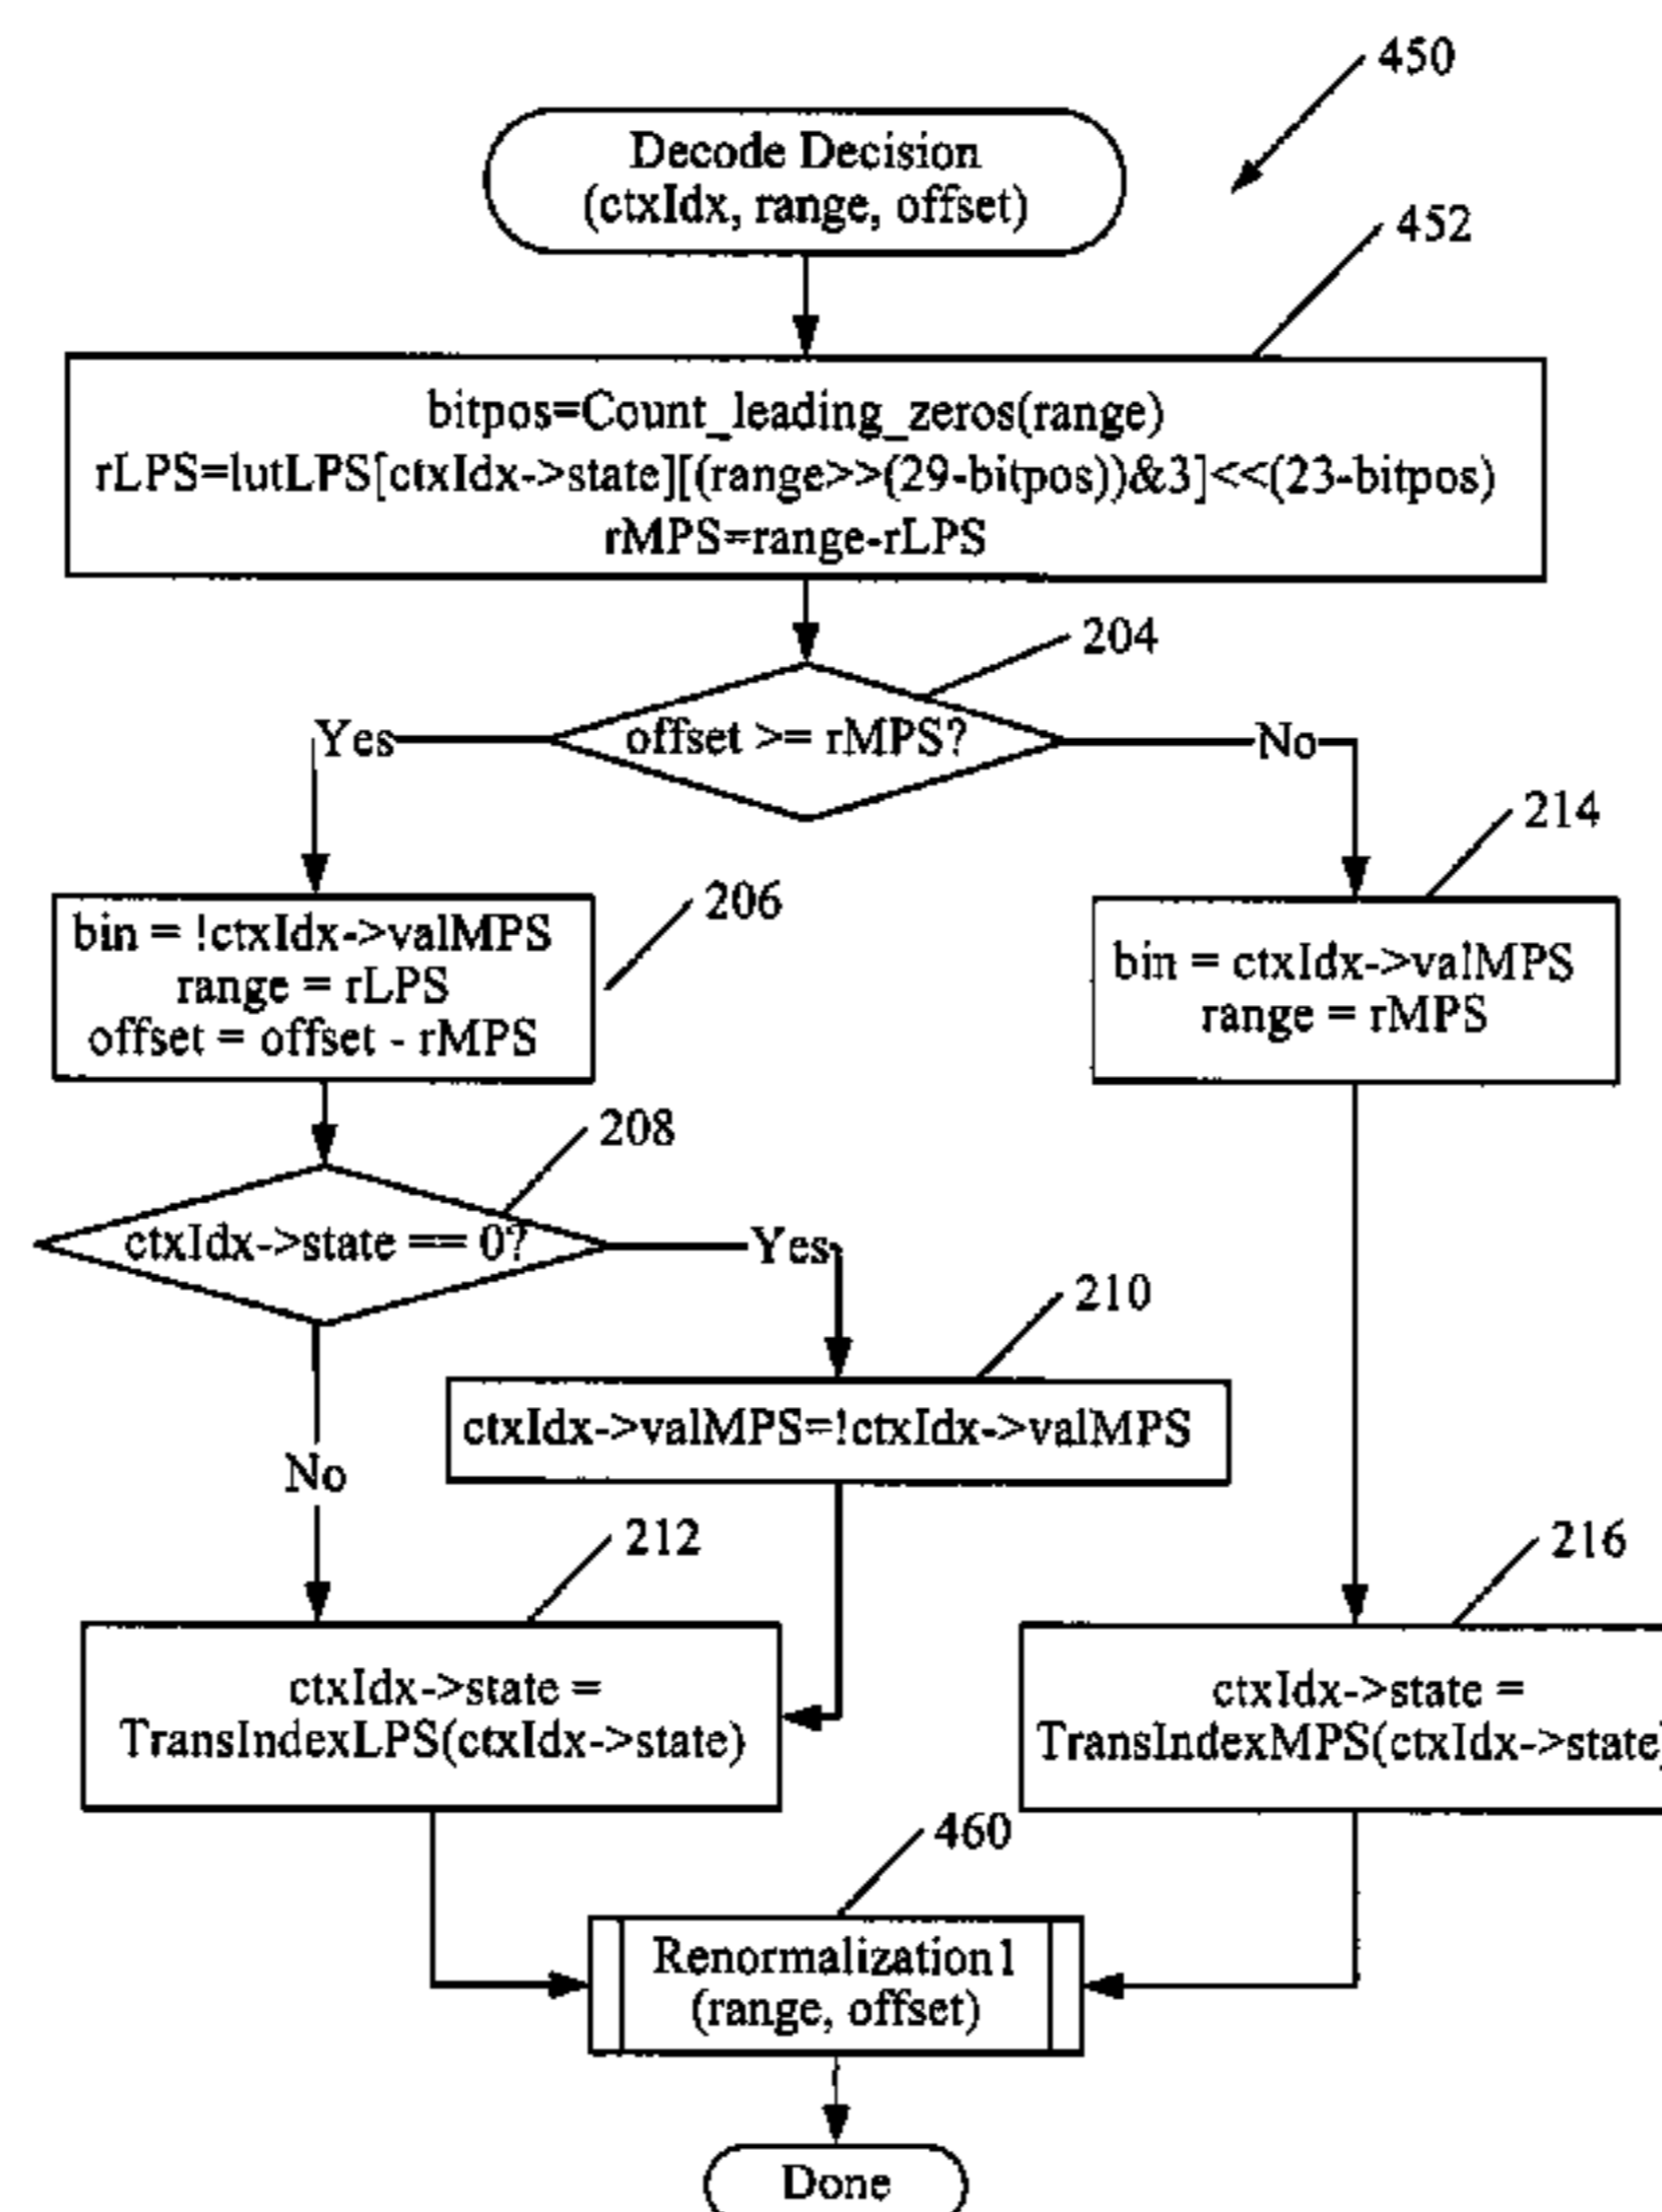 450
Decode Decision
(ctxIdx, range, offset)
452
bitpos=Count_leading_zeros(range)
rLPS=lutLPS[ctxIdx->state][(range>>(29-bitpos))&3]<<(23-bitpos)
rMPS=range-rLPS
204
offset >= rMPS?
Yes
No
214
206
bin = !ctxIdx->valMPS
range = rLPS
offset = offset - rMPS
bin = ctxIdx->valMPS
range = rMPS
208
ctxIdx->state == 0?
Yes
210
ctxIdx->valMPS=!ctxIdx->valMPS
No
212
216
ctxIdx->state =
TransIndexLPS(ctxIdx->state)
ctxIdx->state =
TransIndexMPS(ctxIdx->state)
460
Renormalization1
(range, offset)
Done